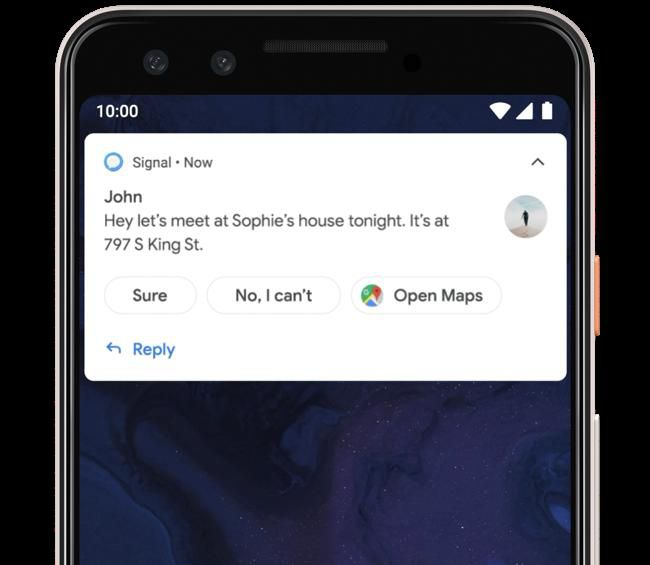 10:00
Signal • Now
John
Hey let's meet at Sophie's house tonight. It's at
797 S King St.
Sure
No, I can't
Open Maps
Reply